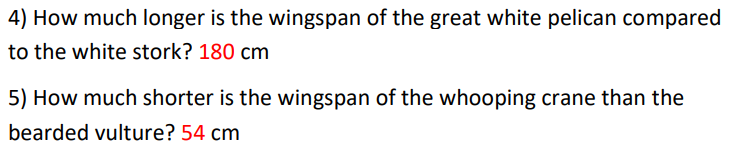 4) How much longer is the wingspan of the great white pelican compared
to the white stork? 180 cm
5) How much shorter is the wingspan of the whooping crane than the
bearded vulture? 54 cm